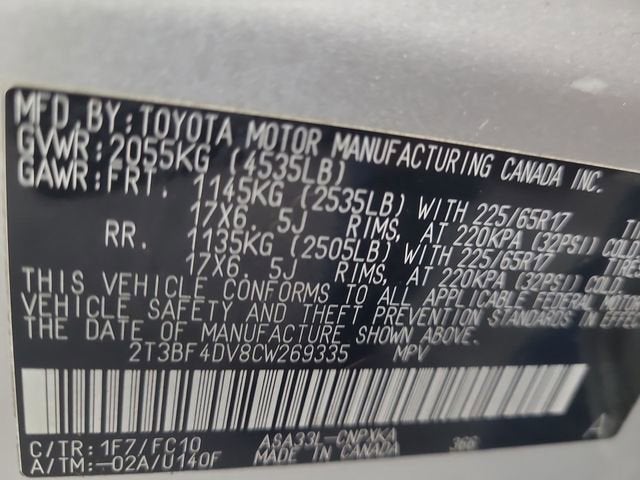 MFD.BY:TOYOTA MOTOR MANUFACTURING CANADA INC.
GVWR:2055KG (4535LB)
GAWR:FRT. 1145KG (2535LB) WITH 225/65R17
17X6. 5J RIMS, AT 220KPA (32PSI) COLD
RR. 1135KG (2505LB) WITH 225/65R17
17X6. 5J RIMS, AT 220KPA (32PSI) COLD
THIS VEHICLE CONFORMS TO ALL APPLICABLE FEDERAL MOTOR
VEHICLE SAFETY AND THEFT PREVENTION STANDARDS IN EFFECT
THE DATE OF MANUFACTURE SHOWN ABOVE.
2T3BF4DV8CW269335 MPV
C/TR:1F7/FC10 ASA33L-CNPXKA 366 A
A/TM:-02A/U140F MADE IN CANADA